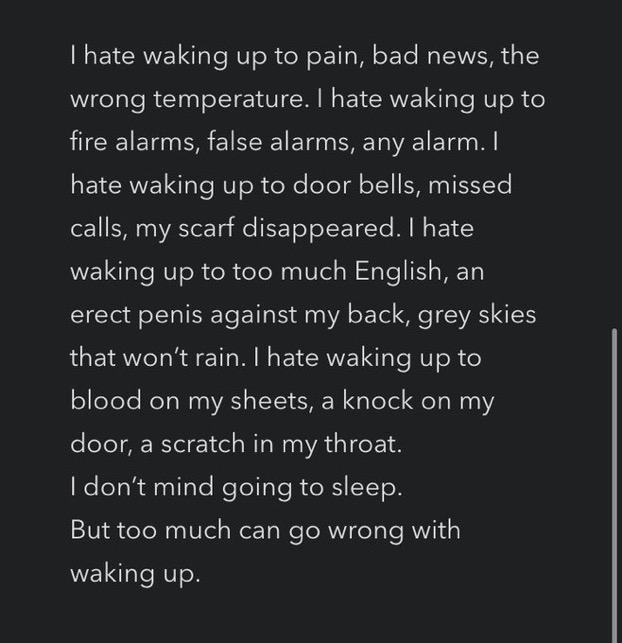 I hate waking up to pain, bad news, the
wrong temperature. I hate waking up to
fire alarms, false alarms, any alarm. I
hate waking up to door bells, missed
calls, my scarf disappeared. I hate
waking up to too much English, an
erect penis against my back, grey skies
that won’t rain. I hate waking up to
blood on my sheets, a knock on my
door, a scratch in my throat.
I don’t mind going to sleep.
But too much can go wrong with
waking up.